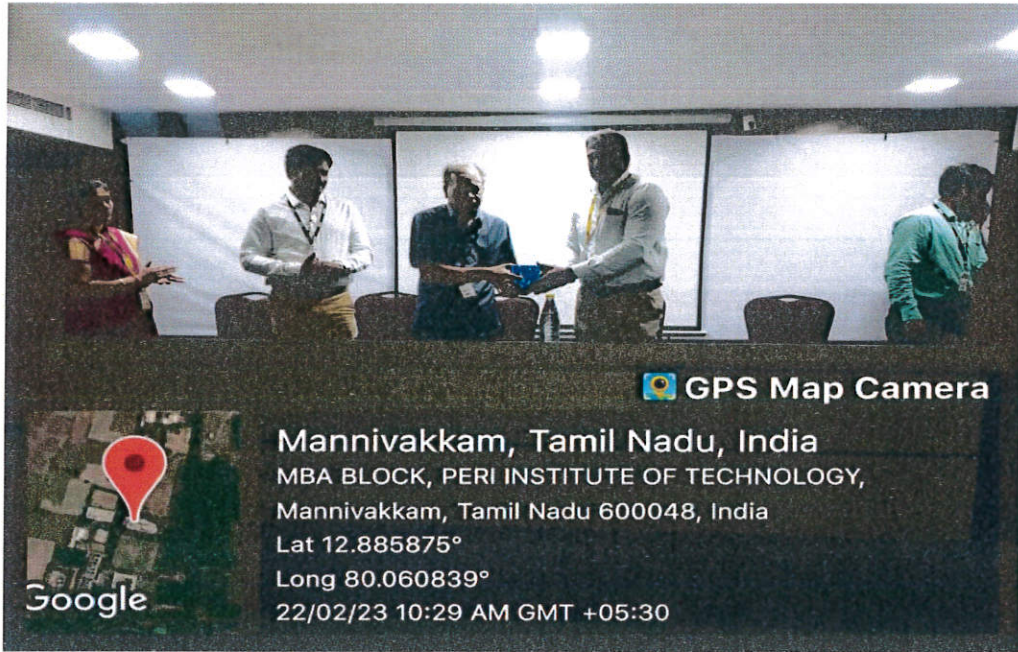 GPS Map Camera
Mannivakkam, Tamil Nadu, India
MBA BLOCK, PERI INSTITUTE OF TECHNOLOGY,
Mannivakkam, Tamil Nadu 600048, India
Lat 12.885875°
Long 80.060839°
22/02/23 10:29 AM GMT +05:30
Google